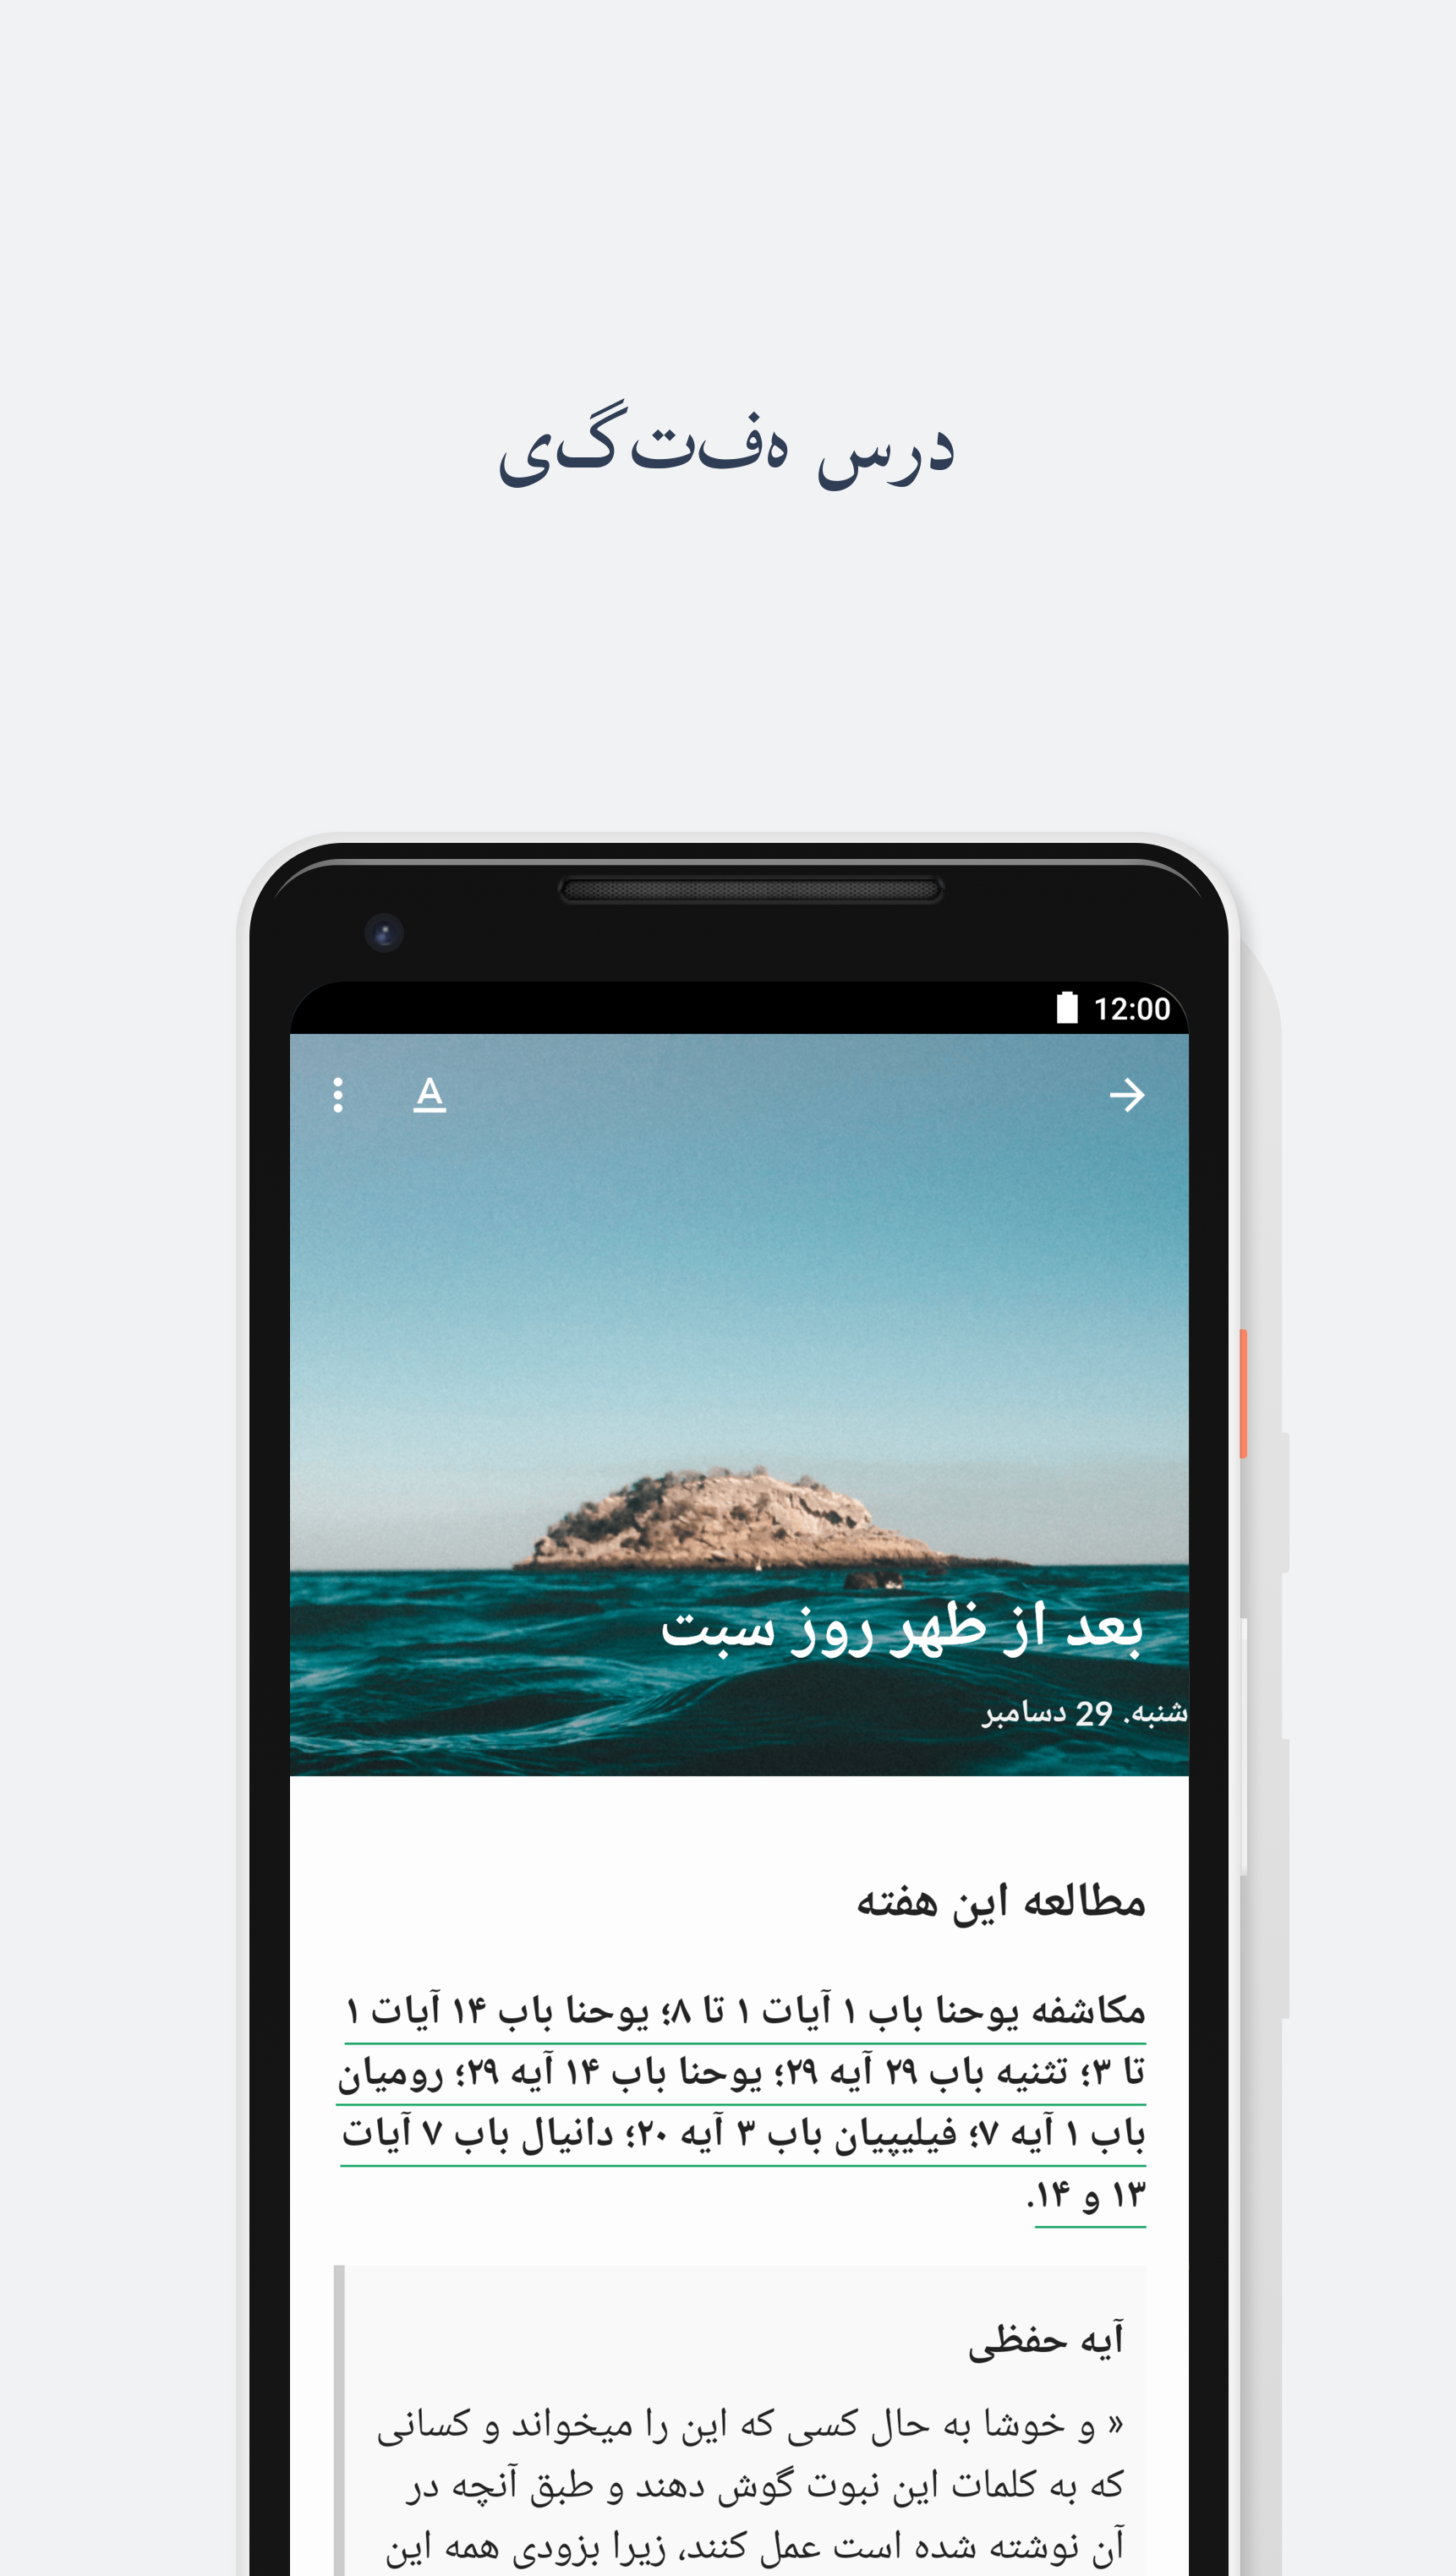 درس هفتگی
12:00
A
بعد از ظهر روز سبت
شنبه. 29 دسامبر
مطالعه این هفته
مکاشفه یوحنا باب ۱ آیات ۱ تا ۸؛ یوحنا باب ۱۴ آیات ۱
تا ۳؛ تثنیه باب ۲۹ آیه ۲۹؛ یوحنا باب ۱۴ آیه ۲۹؛ رومیان
باب ۱ آیه ۷؛ فیلیپیان باب ۳ آیه ۲۰؛ دانیال باب ۷ آیات
۱۳ و ۱۴.
آیه حفظی
« و خوشا به حال کسی که این را میخواند و کسانی
که به کلمات این نبوت گوش دهند و طبق آنچه در
آن نوشته شده است عمل کنند، زیرا بزودی همه این